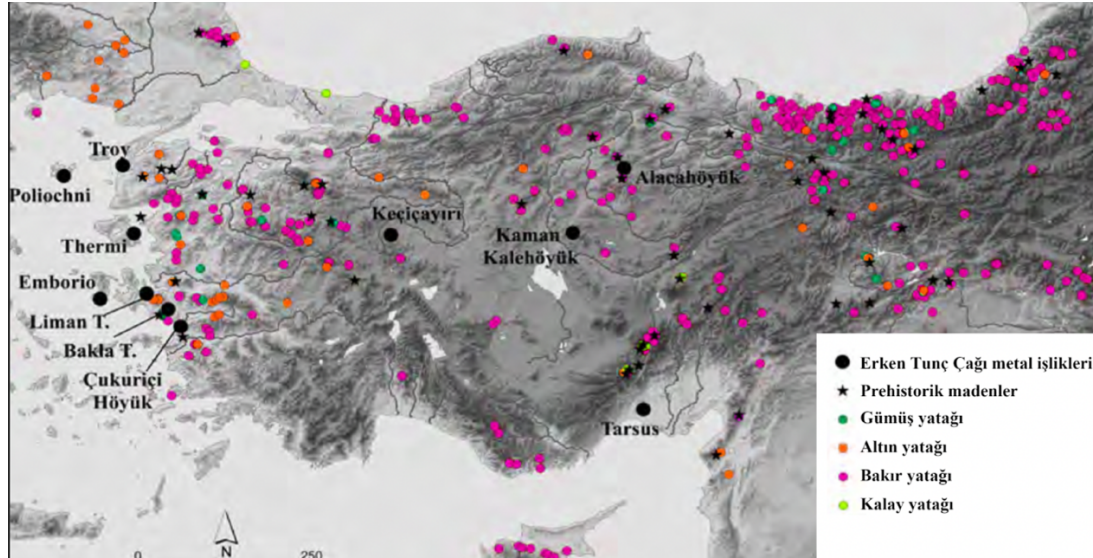 Troy
Poliochni
Thermi
Emborio
Liman T.
Bakla T.
Çukuriçi
Höyük
Keçiçayırı
Kaman
Kalehöyük
Alacahöyük
Tarsus
0
250
N
Erken Tunç Çağı metal işlikleri
Prehistorik madenler
Gümüş yatağı
Altın yatağı
Bakır yatağı
Kalay yatağı